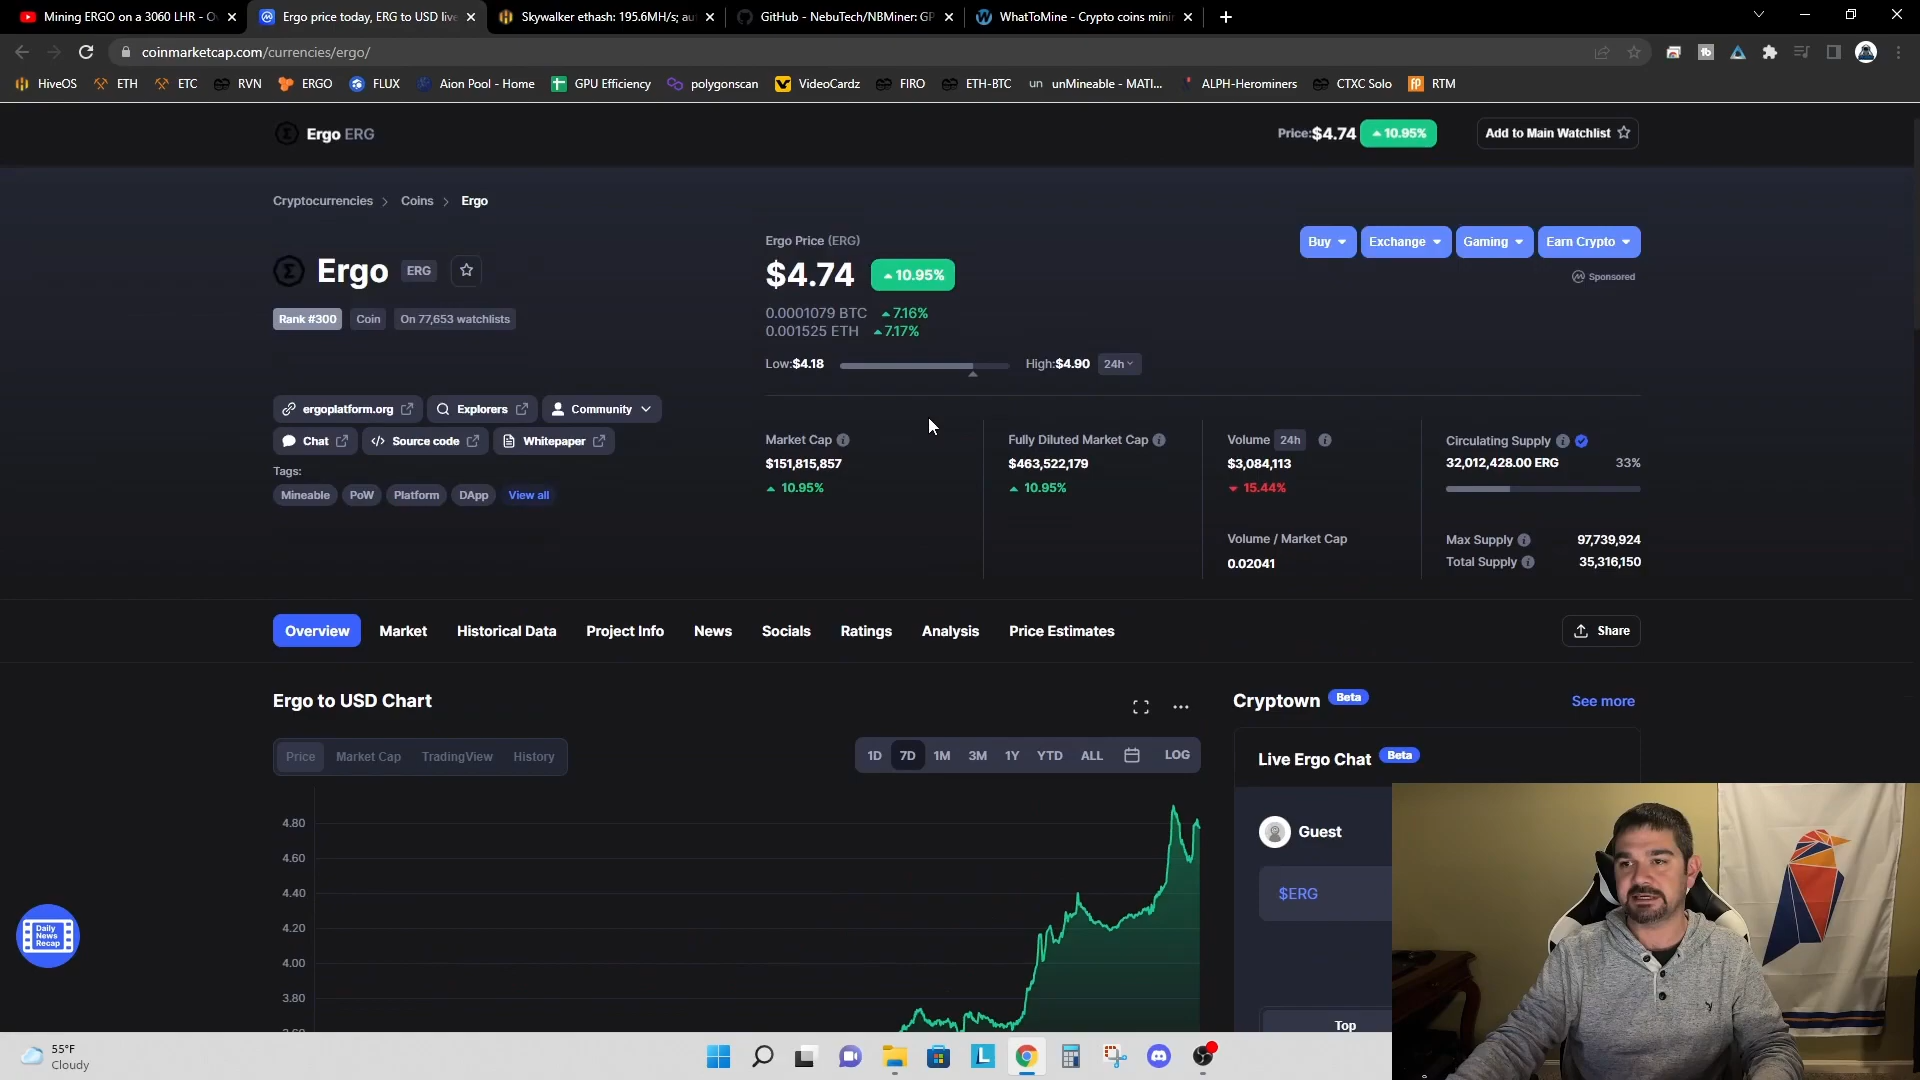 Mining ERGO on a 3060 LHR - O
Ergo price today, ERG to USD live
Skywalker ethash: 195.6MH/s; au
GitHub - NebuTech/NBMiner: GP
WhatToMine - Crypto coins mini
coinmarketcap.com/currencies/ergo/
HiveOS ETH ETC RVN ERGO FLUX Aion Pool - Home GPU Efficiency polygonscan VideoCardz FIRO ETH-BTC un unMineable - MATI... ALPH-Herominers CTXC Solo RTM
Ergo ERG
Price:$4.74 10.95%
Add to Main Watchlist
Cryptocurrencies > Coins > Ergo
Ergo ERG
Rank #300 Coin On 77,653 watchlists
ergoplatform.org Explorers Community
Chat Source code Whitepaper
Tags:
Mineable PoW Platform DApp View all
Ergo Price (ERG)
$4.74 10.95%
0.0001079 BTC 7.16%
0.001525 ETH 7.17%
Low:$4.18 High:$4.90 24h
Buy Exchange Gaming Earn Crypto
Sponsored
Market Cap
$151,815,857
10.95%
Fully Diluted Market Cap
$463,522,179
10.95%
Volume 24h
$3,084,113
15.44%
Volume / Market Cap
0.02041
Circulating Supply
32,012,428.00 ERG 33%
Max Supply 97,739,924
Total Supply 35,316,150
Overview Market Historical Data Project Info News Socials Ratings Analysis Price Estimates
Share
Ergo to USD Chart
Price Market Cap TradingView History
1D 7D 1M 3M 1Y YTD ALL LOG
4.80
4.60
4.40
4.20
4.00
3.80
Cryptown Beta
See more
Live Ergo Chat Beta
Guest
$ERG
Top
Daily
News
Recap
55°F
Cloudy